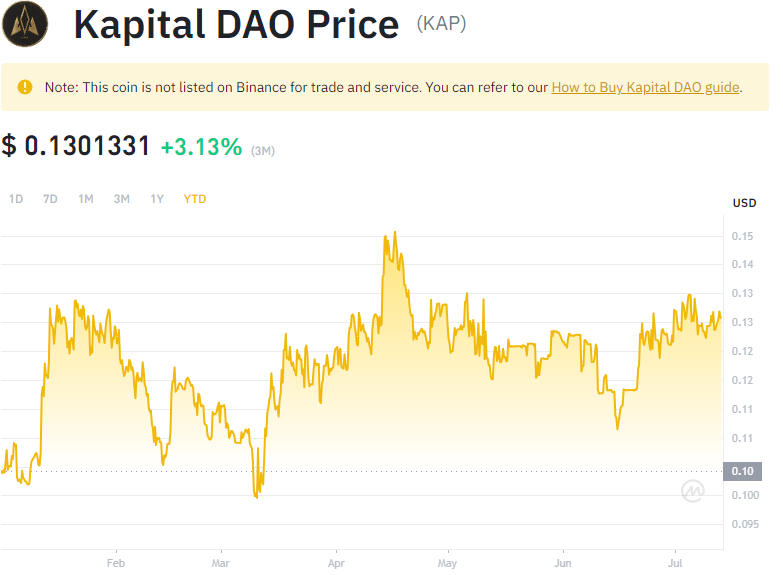 Kapital DAO Price (KAP)
Note: This coin is not listed on Binance for trade and service. You can refer to our How to Buy Kapital DAO guide.
$ 0.1301331 +3.13% (3M)
1D 7D 1M 3M 1Y YTD
USD
0.15
0.14
0.13
0.13
0.12
0.12
0.11
0.11
0.10
0.100
0.095
Feb Mar Apr May Jun Jul